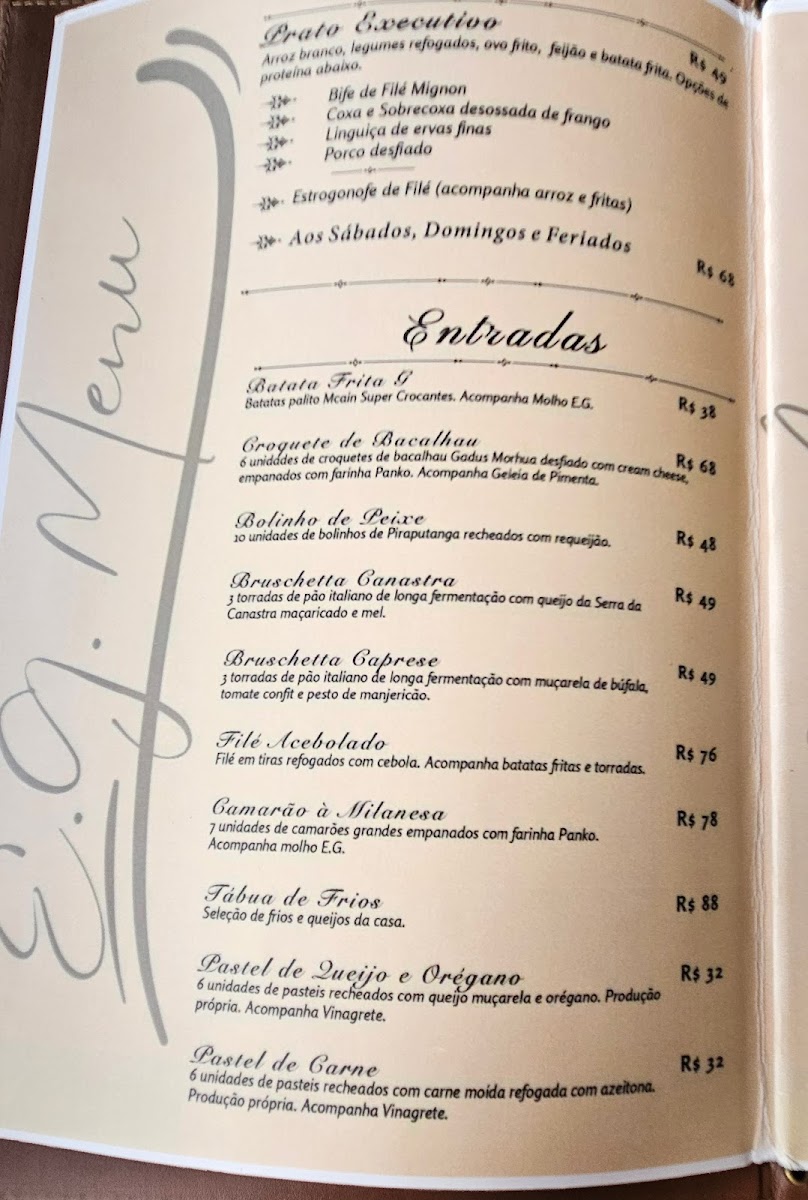 E.G. Menu
Prato Executivo
R$ 49
Arroz branco, legumes refogados, ovo frito, feijão e batata frita. Opções de
proteína abaixo.
Bife de Filé Mignon
Coxa e Sobrecoxa desossada de frango
Linguiça de ervas finas
Porco desfiado
Estrogonofe de Filé (acompanha arroz e fritas)
Aos Sábados, Domingos e Feriados
R$ 68
Entradas
Batata Frita G
Batatas palito Mcain Super Crocantes. Acompanha Molho E.G.
R$ 38
Croquete de Bacalhau
R$ 68
6 unidades de croquetes de bacalhau Gadus Morhua desfiado com cream cheese,
empanados com farinha Panko. Acompanha Geleia de Pimenta.
Bolinho de Peixe
10 unidades de bolinhos de Piraputanga recheados com requeijão.
R$ 48
Bruschetta Canastra
R$ 49
3 torradas de pão italiano de longa fermentação com queijo da Serra da
Canastra maçaricado e mel.
Bruschetta Caprese
R$ 49
3 torradas de pão italiano de longa fermentação com muçarela de búfala,
tomate confit e pesto de manjericão.
Filé Acebolado
R$ 76
Filé em tiras refogados com cebola. Acompanha batatas fritas e torradas.
Camarão à Milanesa
R$ 78
7 unidades de camarões grandes empanados com farinha Panko.
Acompanha molho E.G.
Tábua de Frios
R$ 88
Seleção de frios e queijos da casa.
Pastel de Queijo e Orégano
R$ 32
6 unidades de pasteis recheados com queijo muçarela e orégano. Produção
própria. Acompanha Vinagrete.
Pastel de Carne
R$ 32
6 unidades de pasteis recheados com carne moida refogada com azeitona.
Produção própria. Acompanha Vinagrete.